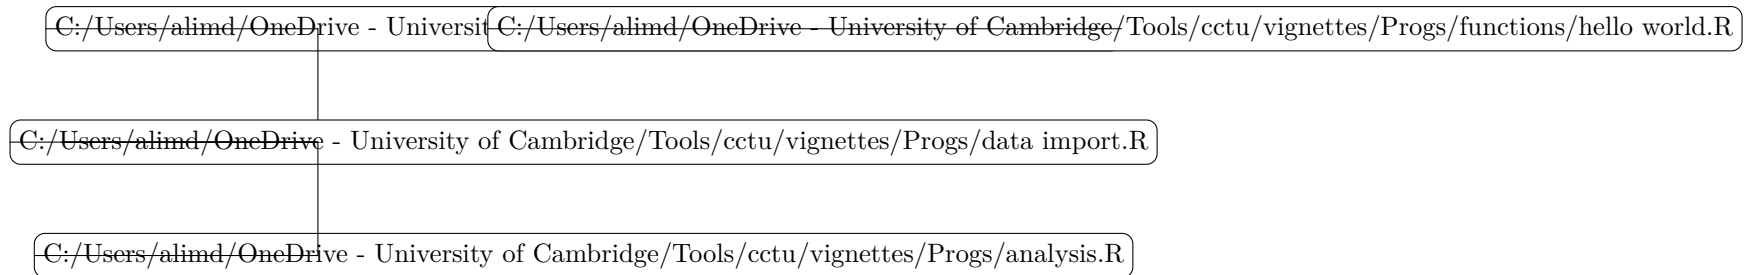 C:/Users/alimd/OneDrive - Universit
C:/Users/alimd/OneDrive - University of Cambridge/Tools/cctu/vignettes/Progs/functions/hello world.R
C:/Users/alimd/OneDrive - University of Cambridge/Tools/cctu/vignettes/Progs/data import.R
C:/Users/alimd/OneDrive - University of Cambridge/Tools/cctu/vignettes/Progs/analysis.R